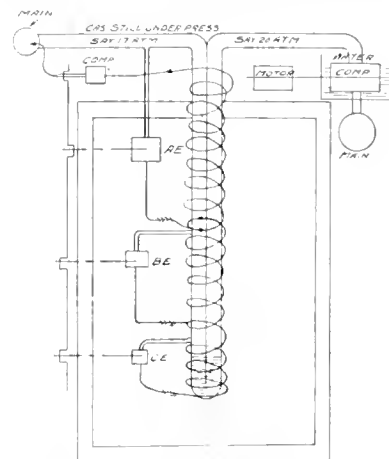 MAIN
GAS STILL UNDER PRESS
SAY 17 ATM
SAY 20 ATM
COMP
MOTOR
WATER
COMP
MAIN
AE
BE
CE